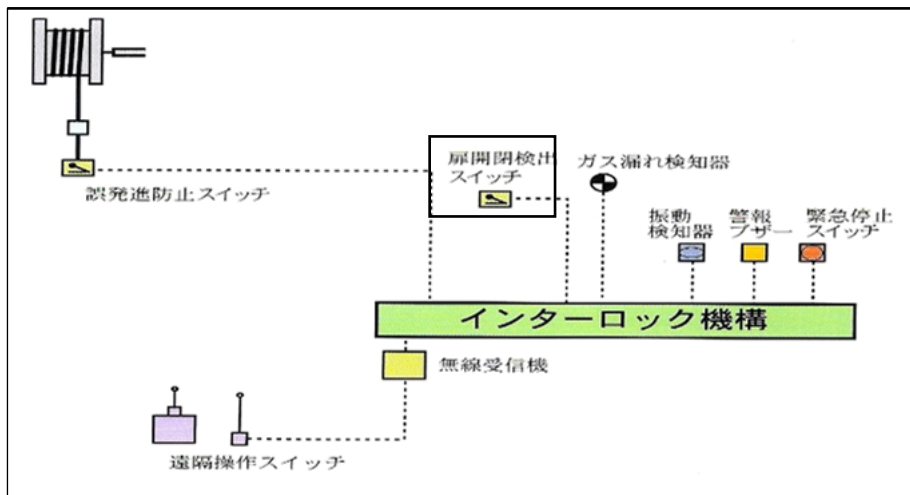 扉開閉検出
スイッチ
ガス漏れ検知器
誤発進防止スイッチ
振動
検知器
警報
ブザー
緊急停止
スイッチ
インターロック機構
無線受信機
遠隔操作スイッチ